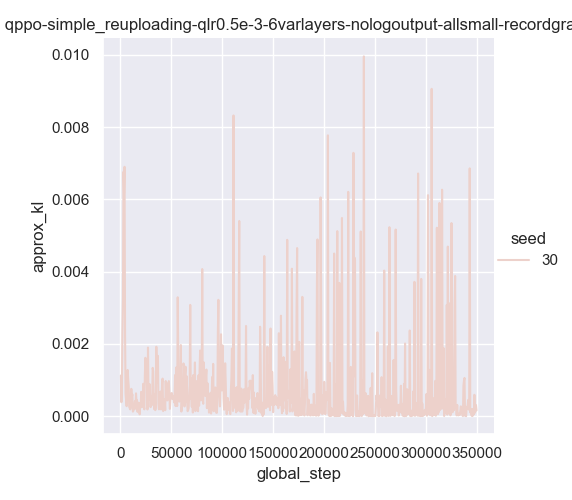 qppo-simple_reuploading-qlr0.5e-3-6varlayers-nologoutput-allsmall-recordgra
0.010
0.008
0.006
0.004
0.002
0.000
approx_kl
seed
30
0 50000 100000 150000 200000 250000 300000 350000
global_step